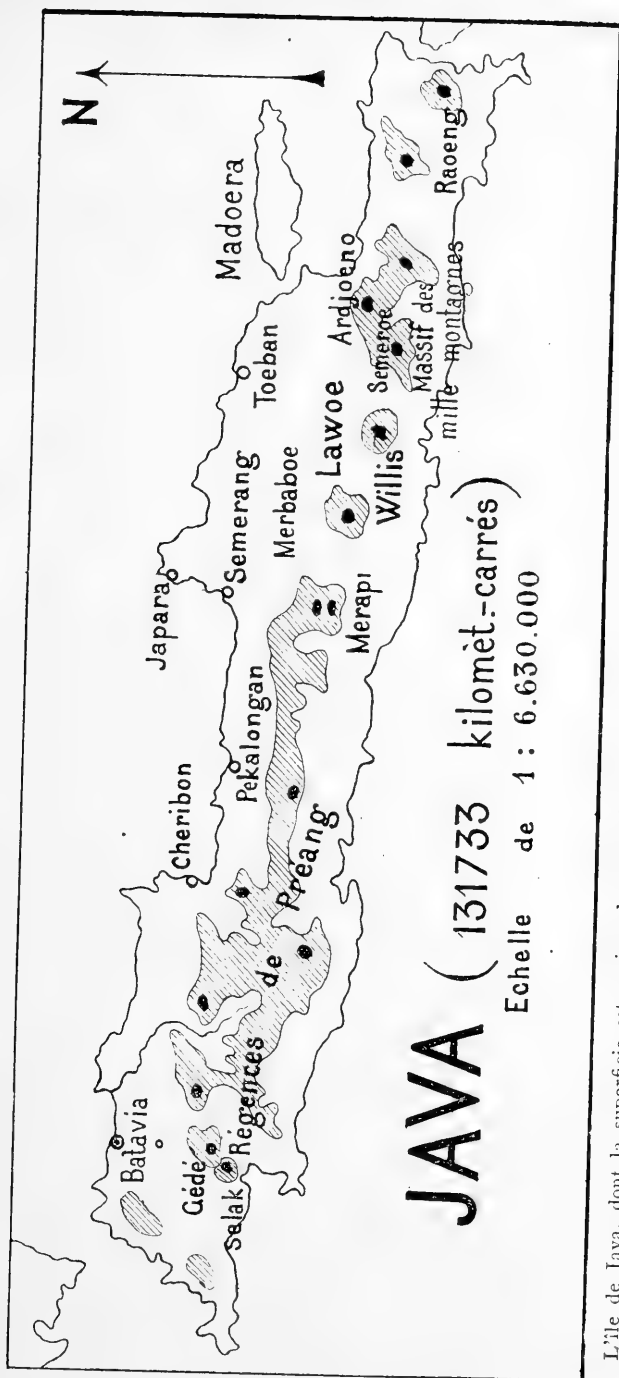 N
Madoera
Batavia
Cheribon
Japara
Semerang
Toeban
Pekalongan
Merbaboe
Lawoe
Ardjoeno
Raoeng
Gédé
Salak
Régences de Préang
Merapi
Willis
Semeroe
Massif des
mille montagnes
JAVA (131733 kilomèt.-carrés)
Echelle de 1 : 6.630.000
L'île de Java, dont la superficie est